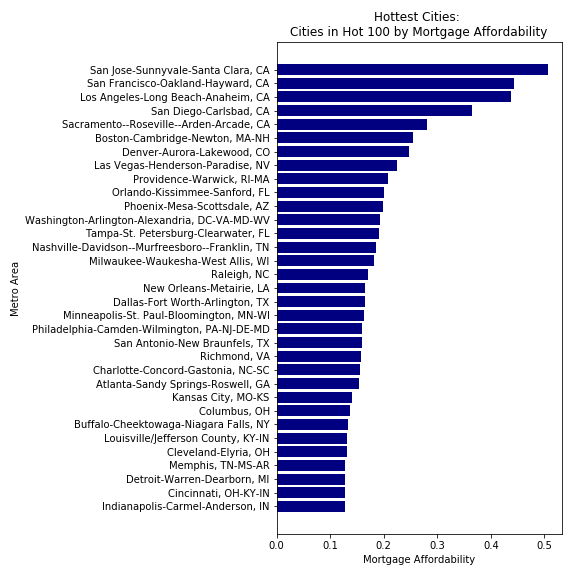 Hottest Cities:
Cities in Hot 100 by Mortgage Affordability
Metro Area
San Jose-Sunnyvale-Santa Clara, CA
San Francisco-Oakland-Hayward, CA
Los Angeles-Long Beach-Anaheim, CA
San Diego-Carlsbad, CA
Sacramento--Roseville--Arden-Arcade, CA
Boston-Cambridge-Newton, MA-NH
Denver-Aurora-Lakewood, CO
Las Vegas-Henderson-Paradise, NV
Providence-Warwick, RI-MA
Orlando-Kissimmee-Sanford, FL
Phoenix-Mesa-Scottsdale, AZ
Washington-Arlington-Alexandria, DC-VA-MD-WV
Tampa-St. Petersburg-Clearwater, FL
Nashville-Davidson--Murfreesboro--Franklin, TN
Milwaukee-Waukesha-West Allis, WI
Raleigh, NC
New Orleans-Metairie, LA
Dallas-Fort Worth-Arlington, TX
Minneapolis-St. Paul-Bloomington, MN-WI
Philadelphia-Camden-Wilmington, PA-NJ-DE-MD
San Antonio-New Braunfels, TX
Richmond, VA
Charlotte-Concord-Gastonia, NC-SC
Atlanta-Sandy Springs-Roswell, GA
Kansas City, MO-KS
Columbus, OH
Buffalo-Cheektowaga-Niagara Falls, NY
Louisville/Jefferson County, KY-IN
Cleveland-Elyria, OH
Memphis, TN-MS-AR
Detroit-Warren-Dearborn, MI
Cincinnati, OH-KY-IN
Indianapolis-Carmel-Anderson, IN
0.0 0.1 0.2 0.3 0.4 0.5
Mortgage Affordability